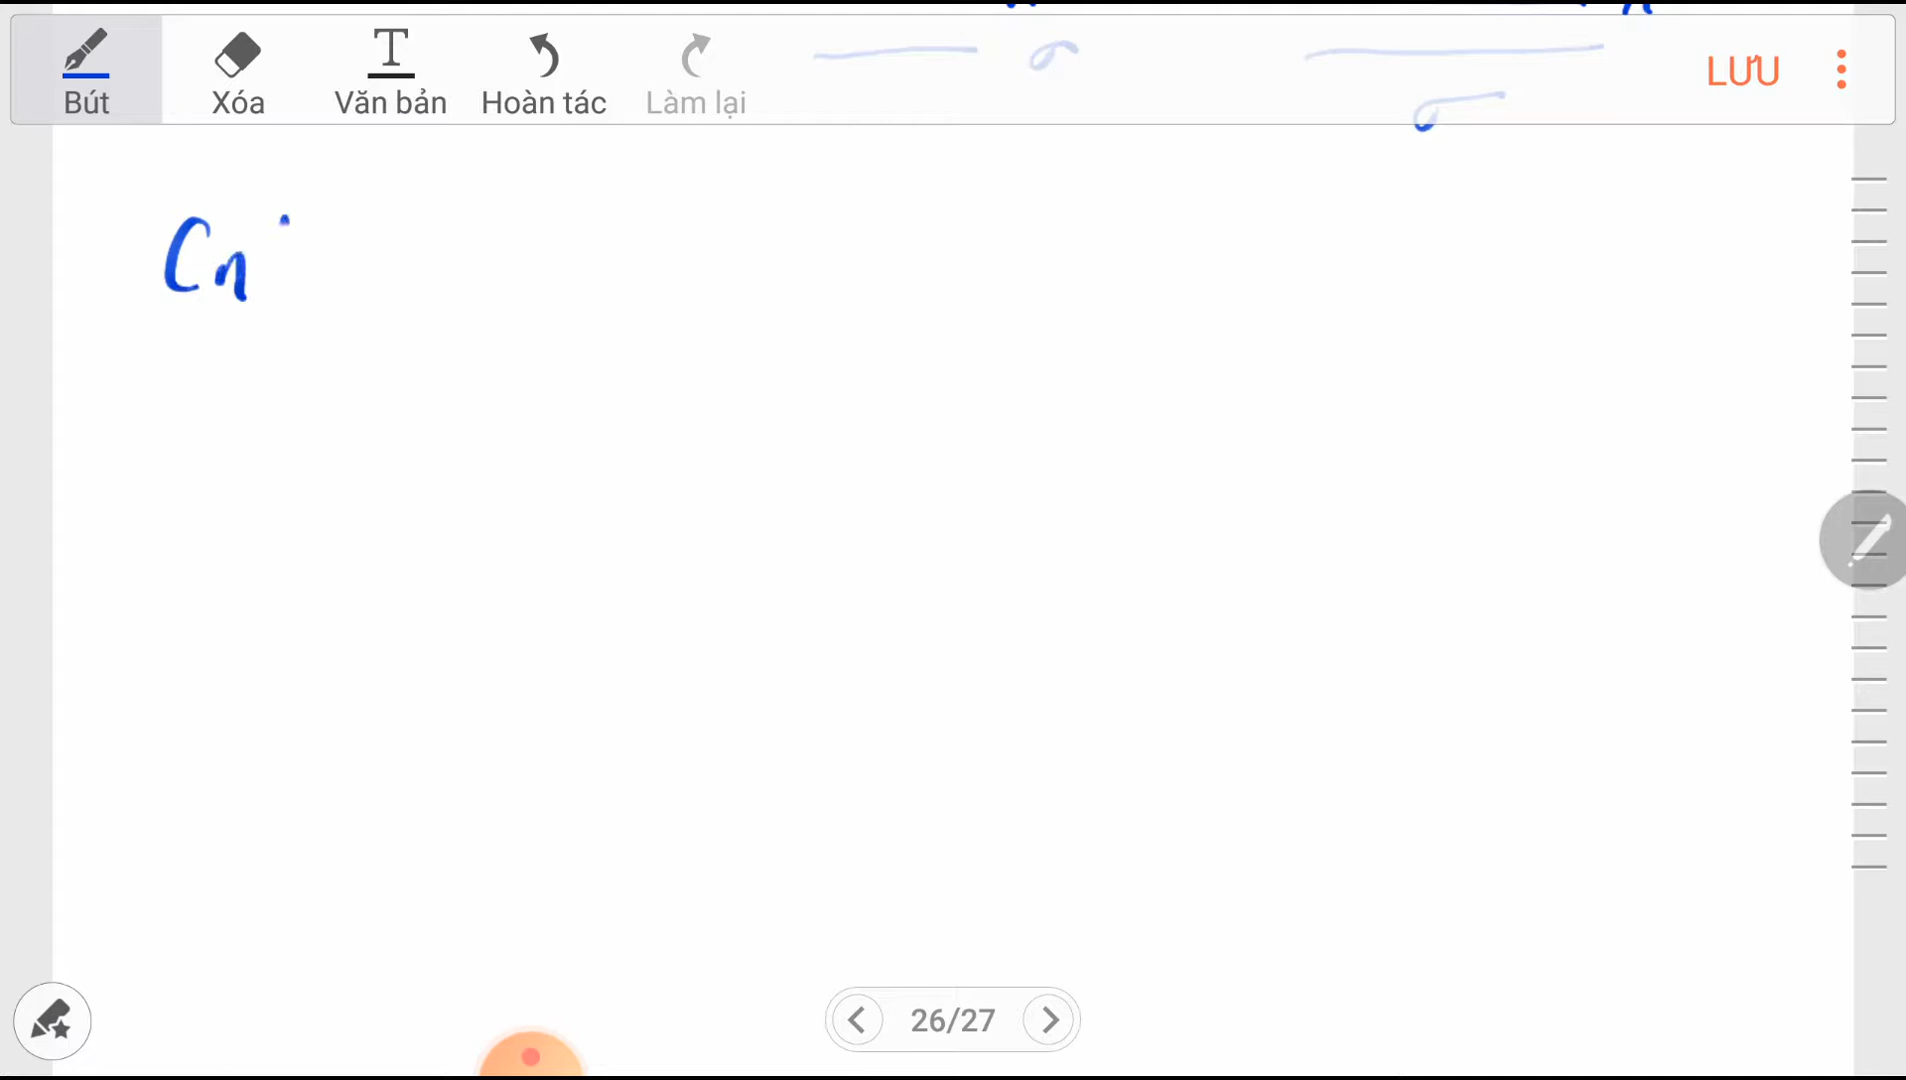 Bút Xóa Văn bản Hoàn tác Làm lại LƯU
σ
σ
Cn
26/27